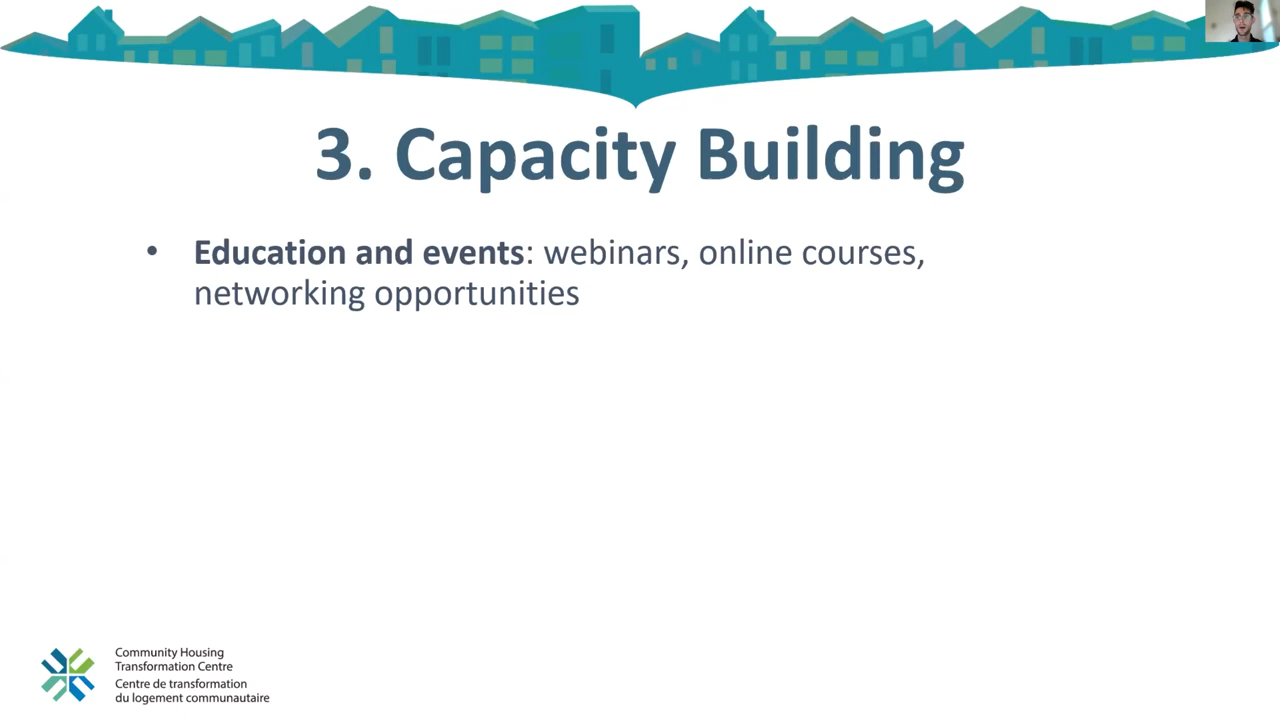 3. Capacity Building
• Education and events: webinars, online courses,
networking opportunities
Community Housing
Transformation Centre
Centre de transformation
du logement communautaire